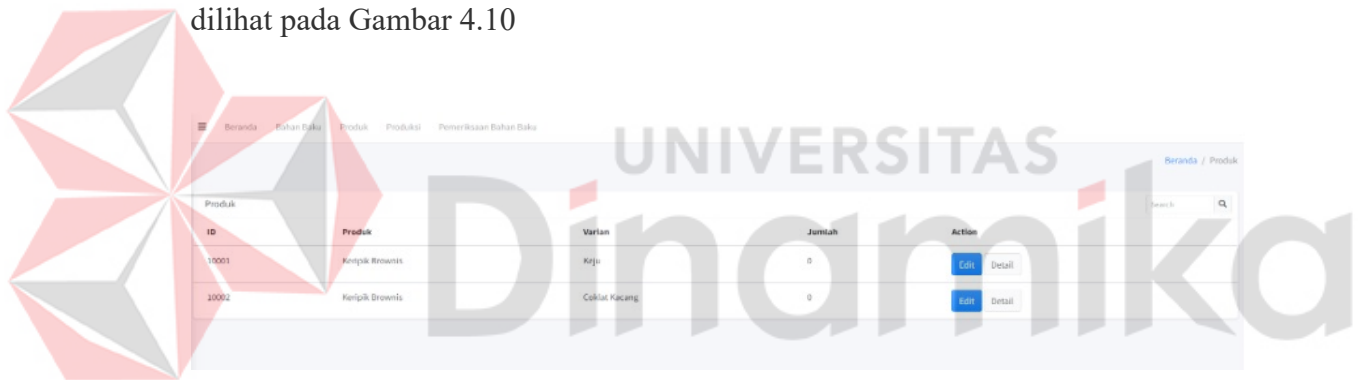 dilihat pada Gambar 4.10
Beranda Bahan Baku Produk Produksi Pemeriksaan Bahan Baku
UNIVERSITAS
Dinamika
Beranda / Produk
Produk Search
ID Produk Varian Jumlah Action
10001 Keripik Brownis Keju 0 Edit Detail
10002 Keripik Brownis Coklat Kacang 0 Edit Detail